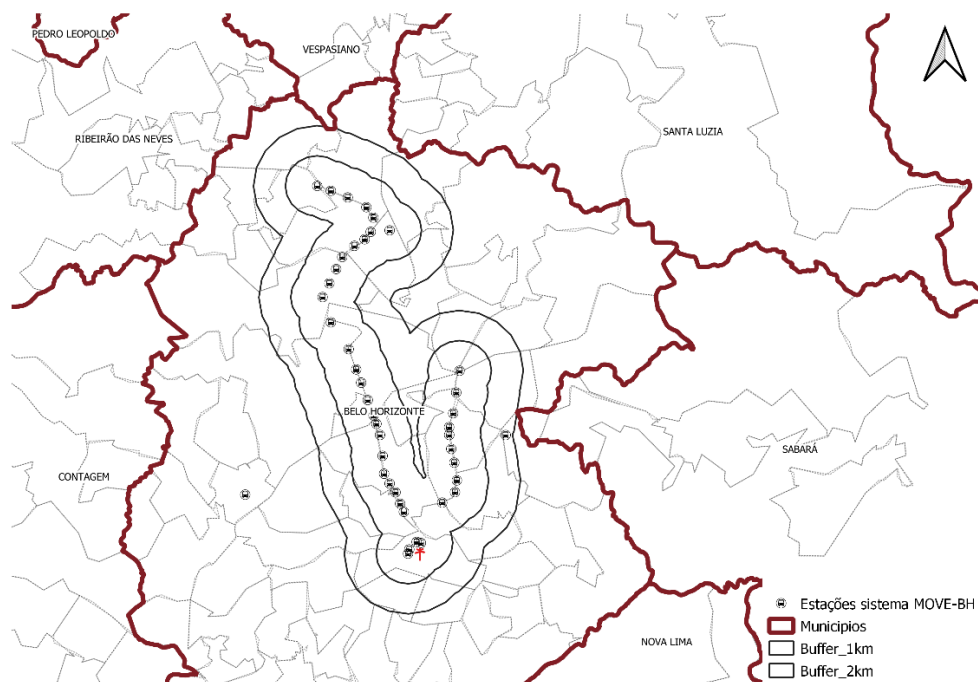 PEDRO LEOPOLDO
VESPASIANO
RIBEIRÃO DAS NEVES
SANTA LUZIA
BELO HORIZONTE
SABARÁ
CONTAGEM
Estações sistema MOVE-BH
Municipios
NOVA LIMA
Buffer_1km
Buffer_2km